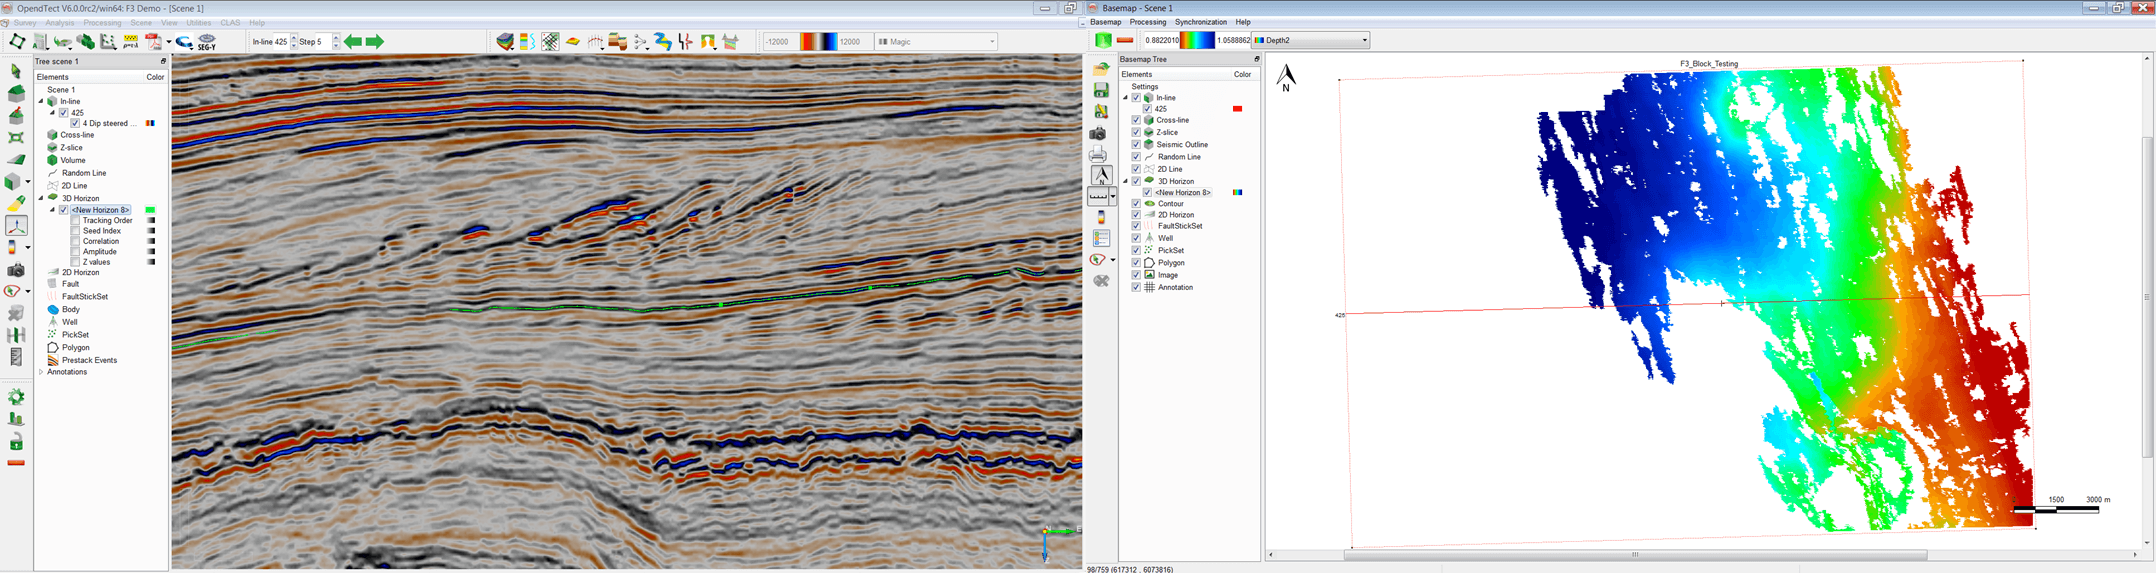 OpendTect V6.0.0rc2/win64: F3 Demo - [Scene 1]
Survey Analysis Processing Scene View Utilities CLAS Help
SEG-Y
In-line 425 Step 5
-12000 12000 Magic
Tree scene 1
Elements Color
Scene 1
In-line
425
4 Dip steered ...
Cross-line
Z-slice
Volume
Random Line
2D Line
3D Horizon
<New Horizon 8>
Tracking Order
Seed Index
Correlation
Amplitude
Z values
2D Horizon
Fault
FaultStickSet
Body
Well
PickSet
Polygon
Prestack Events
Annotations
Basemap - Scene 1
Basemap Processing Synchronization Help
0.8822010 1.0588862 Depth2
Basemap Tree
Elements Color
Settings
In-line
425
Cross-line
Z-slice
Seismic Outline
Random Line
2D Line
3D Horizon
<New Horizon 8>
Contour
2D Horizon
FaultStickSet
Well
PickSet
Polygon
Image
Annotation
N
F3_Block_Testing
425
1500 3000 m
98/759 (617312 , 6073816)